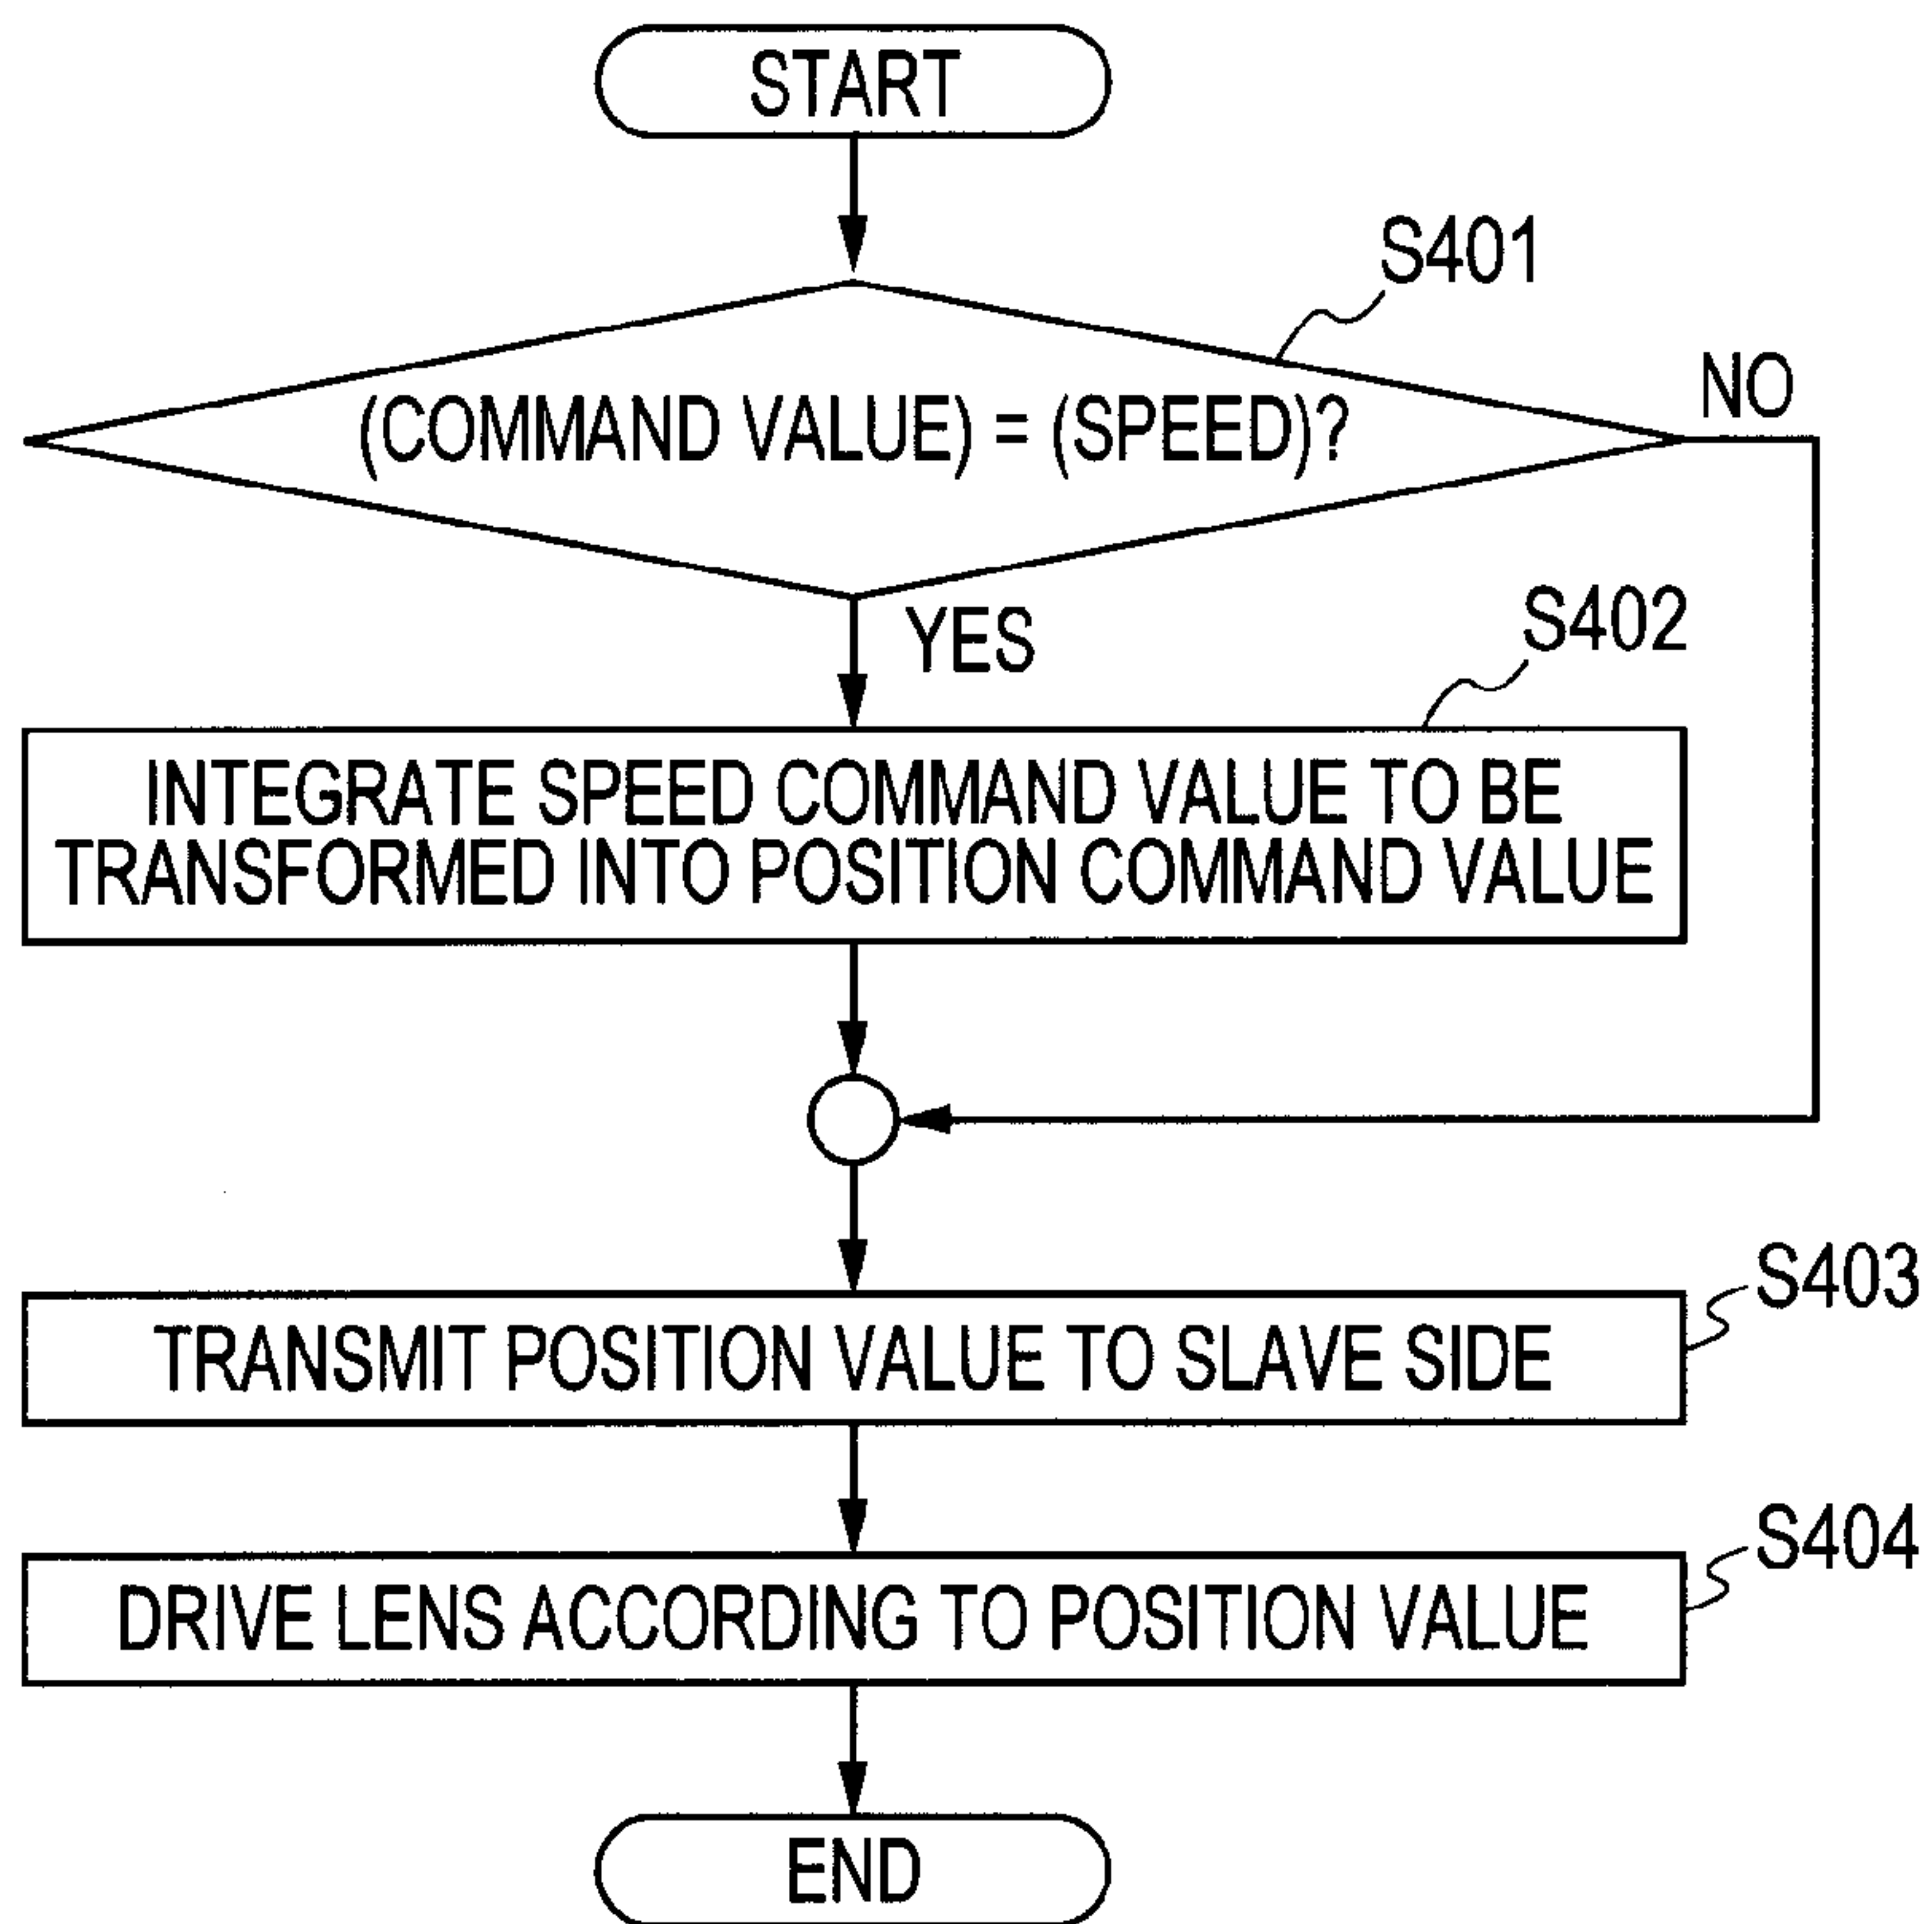 START
S401
(COMMAND VALUE) = (SPEED)?
NO
YES
S402
INTEGRATE SPEED COMMAND VALUE TO BE
TRANSFORMED INTO POSITION COMMAND VALUE
S403
TRANSMIT POSITION VALUE TO SLAVE SIDE
S404
DRIVE LENS ACCORDING TO POSITION VALUE
END